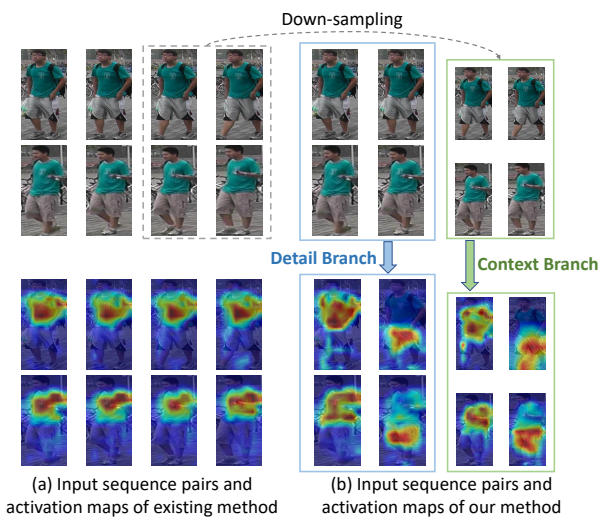 Down-sampling
Detail Branch
Context Branch
(a) Input sequence pairs and
activation maps of existing method
(b) Input sequence pairs and
activation maps of our method